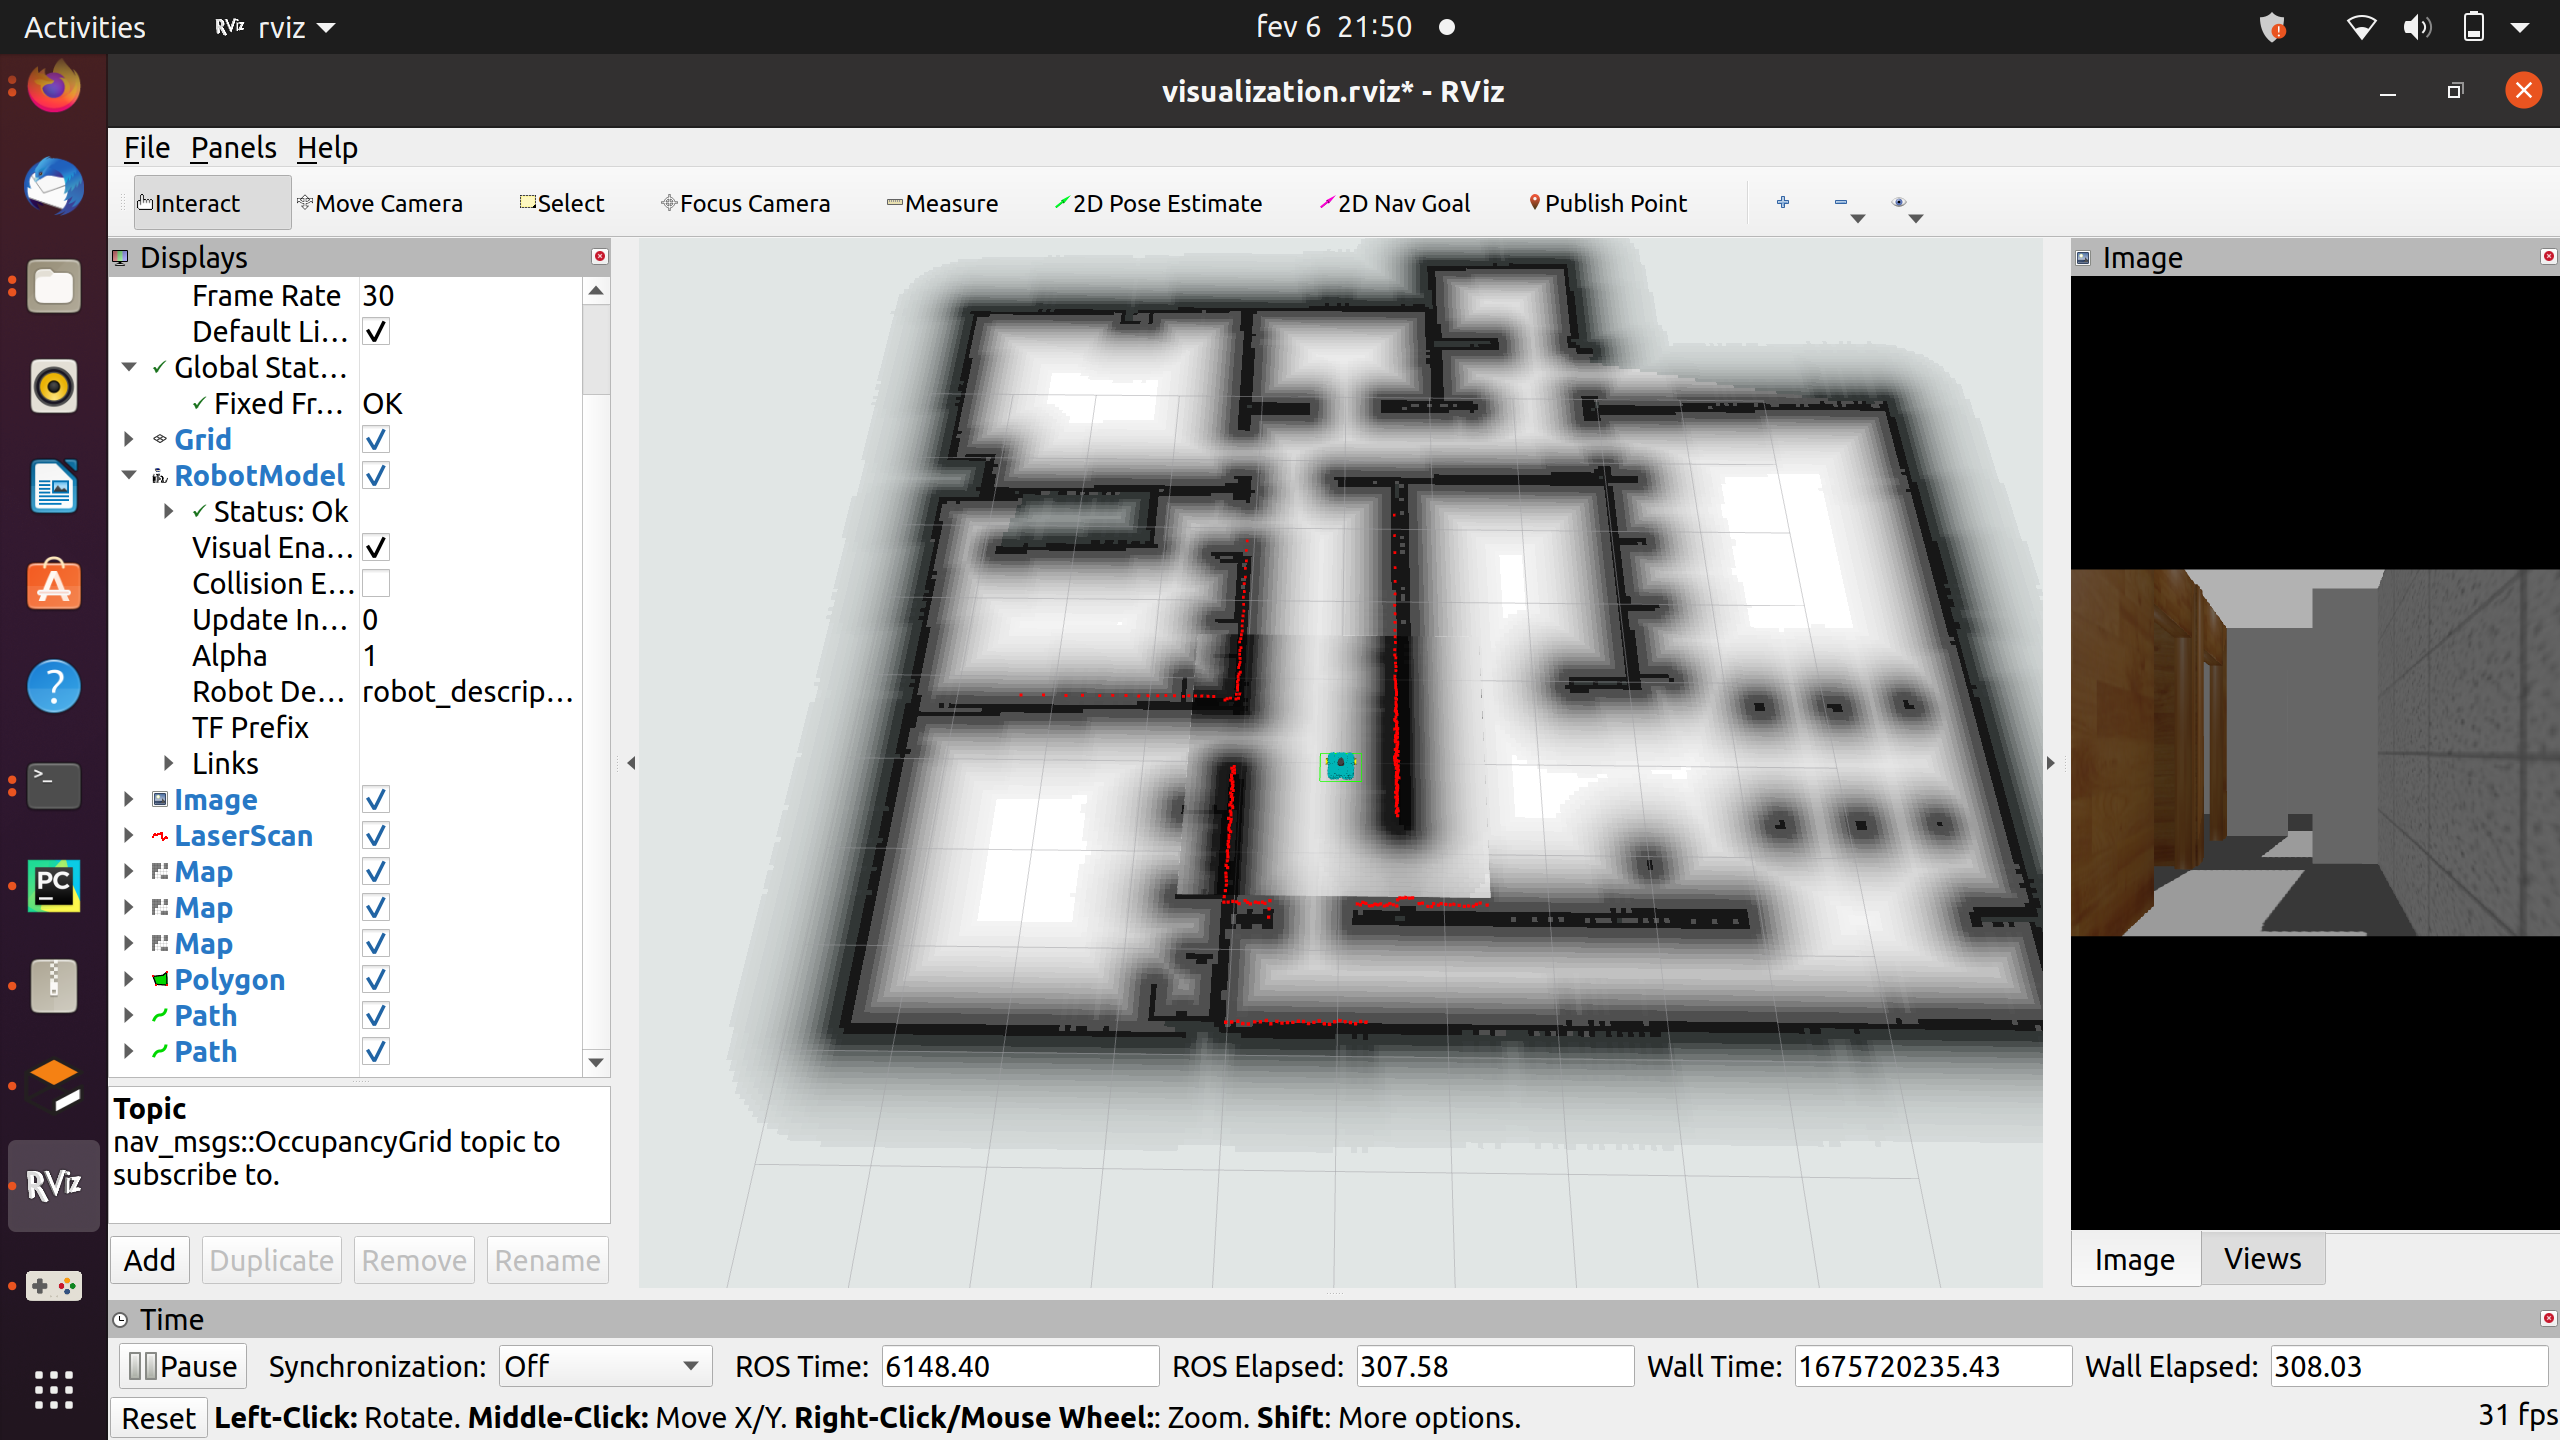 Activities RViz rviz fev 6 21:50
visualization.rviz* - RViz
File Panels Help
Interact Move Camera Select Focus Camera Measure 2D Pose Estimate 2D Nav Goal Publish Point
Displays
Frame Rate 30
Default Li...
Global Stat...
Fixed Fr... OK
Grid
RobotModel
Status: Ok
Visual Ena...
Collision E...
Update In... 0
Alpha 1
Robot De... robot_descrip...
TF Prefix
Links
Image
LaserScan
Map
Map
Map
Polygon
Path
Path
Topic
nav_msgs::OccupancyGrid topic to
subscribe to.
Add Duplicate Remove Rename
Image
Image Views
Time
Pause Synchronization: Off ROS Time: 6148.40 ROS Elapsed: 307.58 Wall Time: 1675720235.43 Wall Elapsed: 308.03
Reset Left-Click: Rotate. Middle-Click: Move X/Y. Right-Click/Mouse Wheel:: Zoom. Shift: More options. 31 fps
PC
RViz